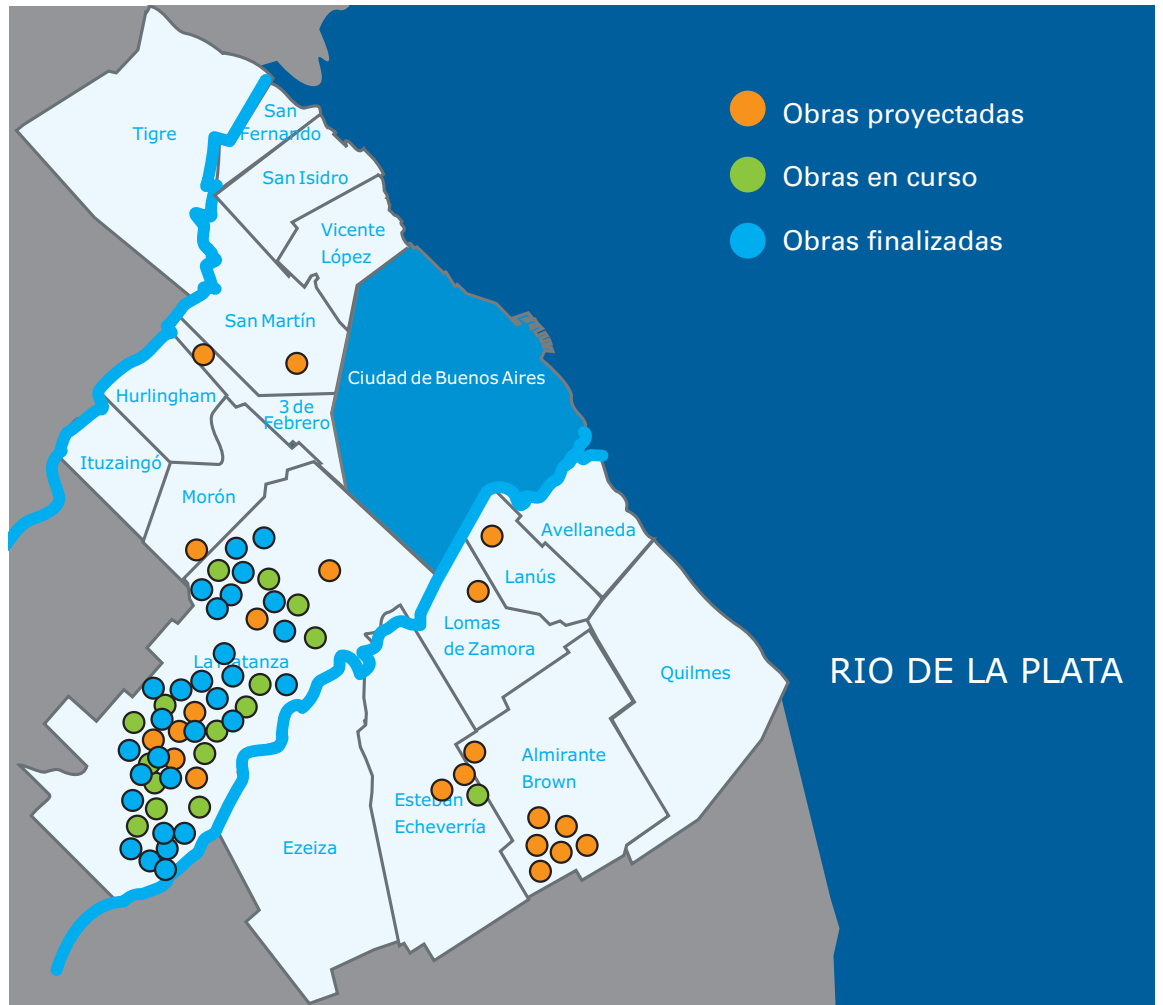 Obras proyectadas
Obras en curso
Obras finalizadas
San
Fernando
Tigre
San Isidro
Vicente
López
San Martín
Ciudad de Buenos Aires
Hurlingham
3 de
Febrero
Ituzaingó
Morón
Avellaneda
Lanús
Lomas
de Zamora
La Matanza
Quilmes
RIO DE LA PLATA
Almirante
Brown
Esteban
Echeverría
Ezeiza